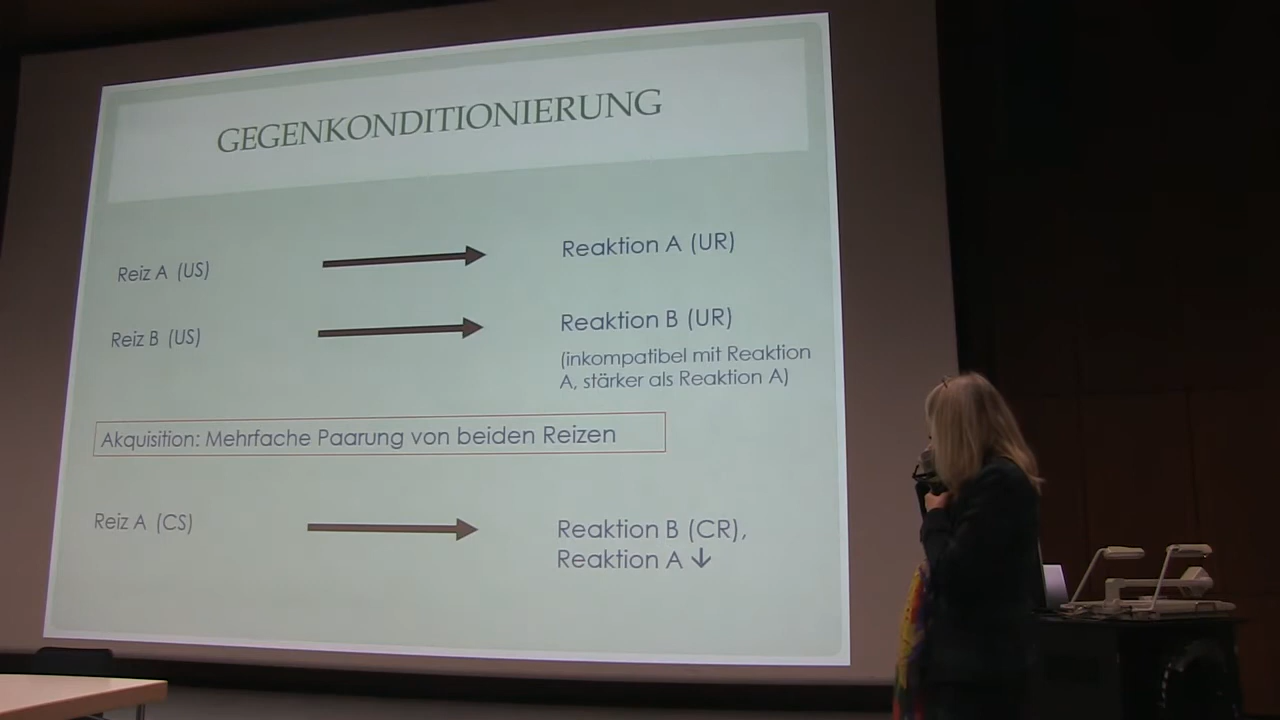 GEGENKONDITIONIERUNG
Reiz A (US)
Reaktion A (UR)
Reiz B (US)
Reaktion B (UR)
(inkompatibel mit Reaktion
A, stärker als Reaktion A)
Akquisition: Mehrfache Paarung von beiden Reizen
Reiz A (CS)
Reaktion B (CR),
Reaktion A ↓